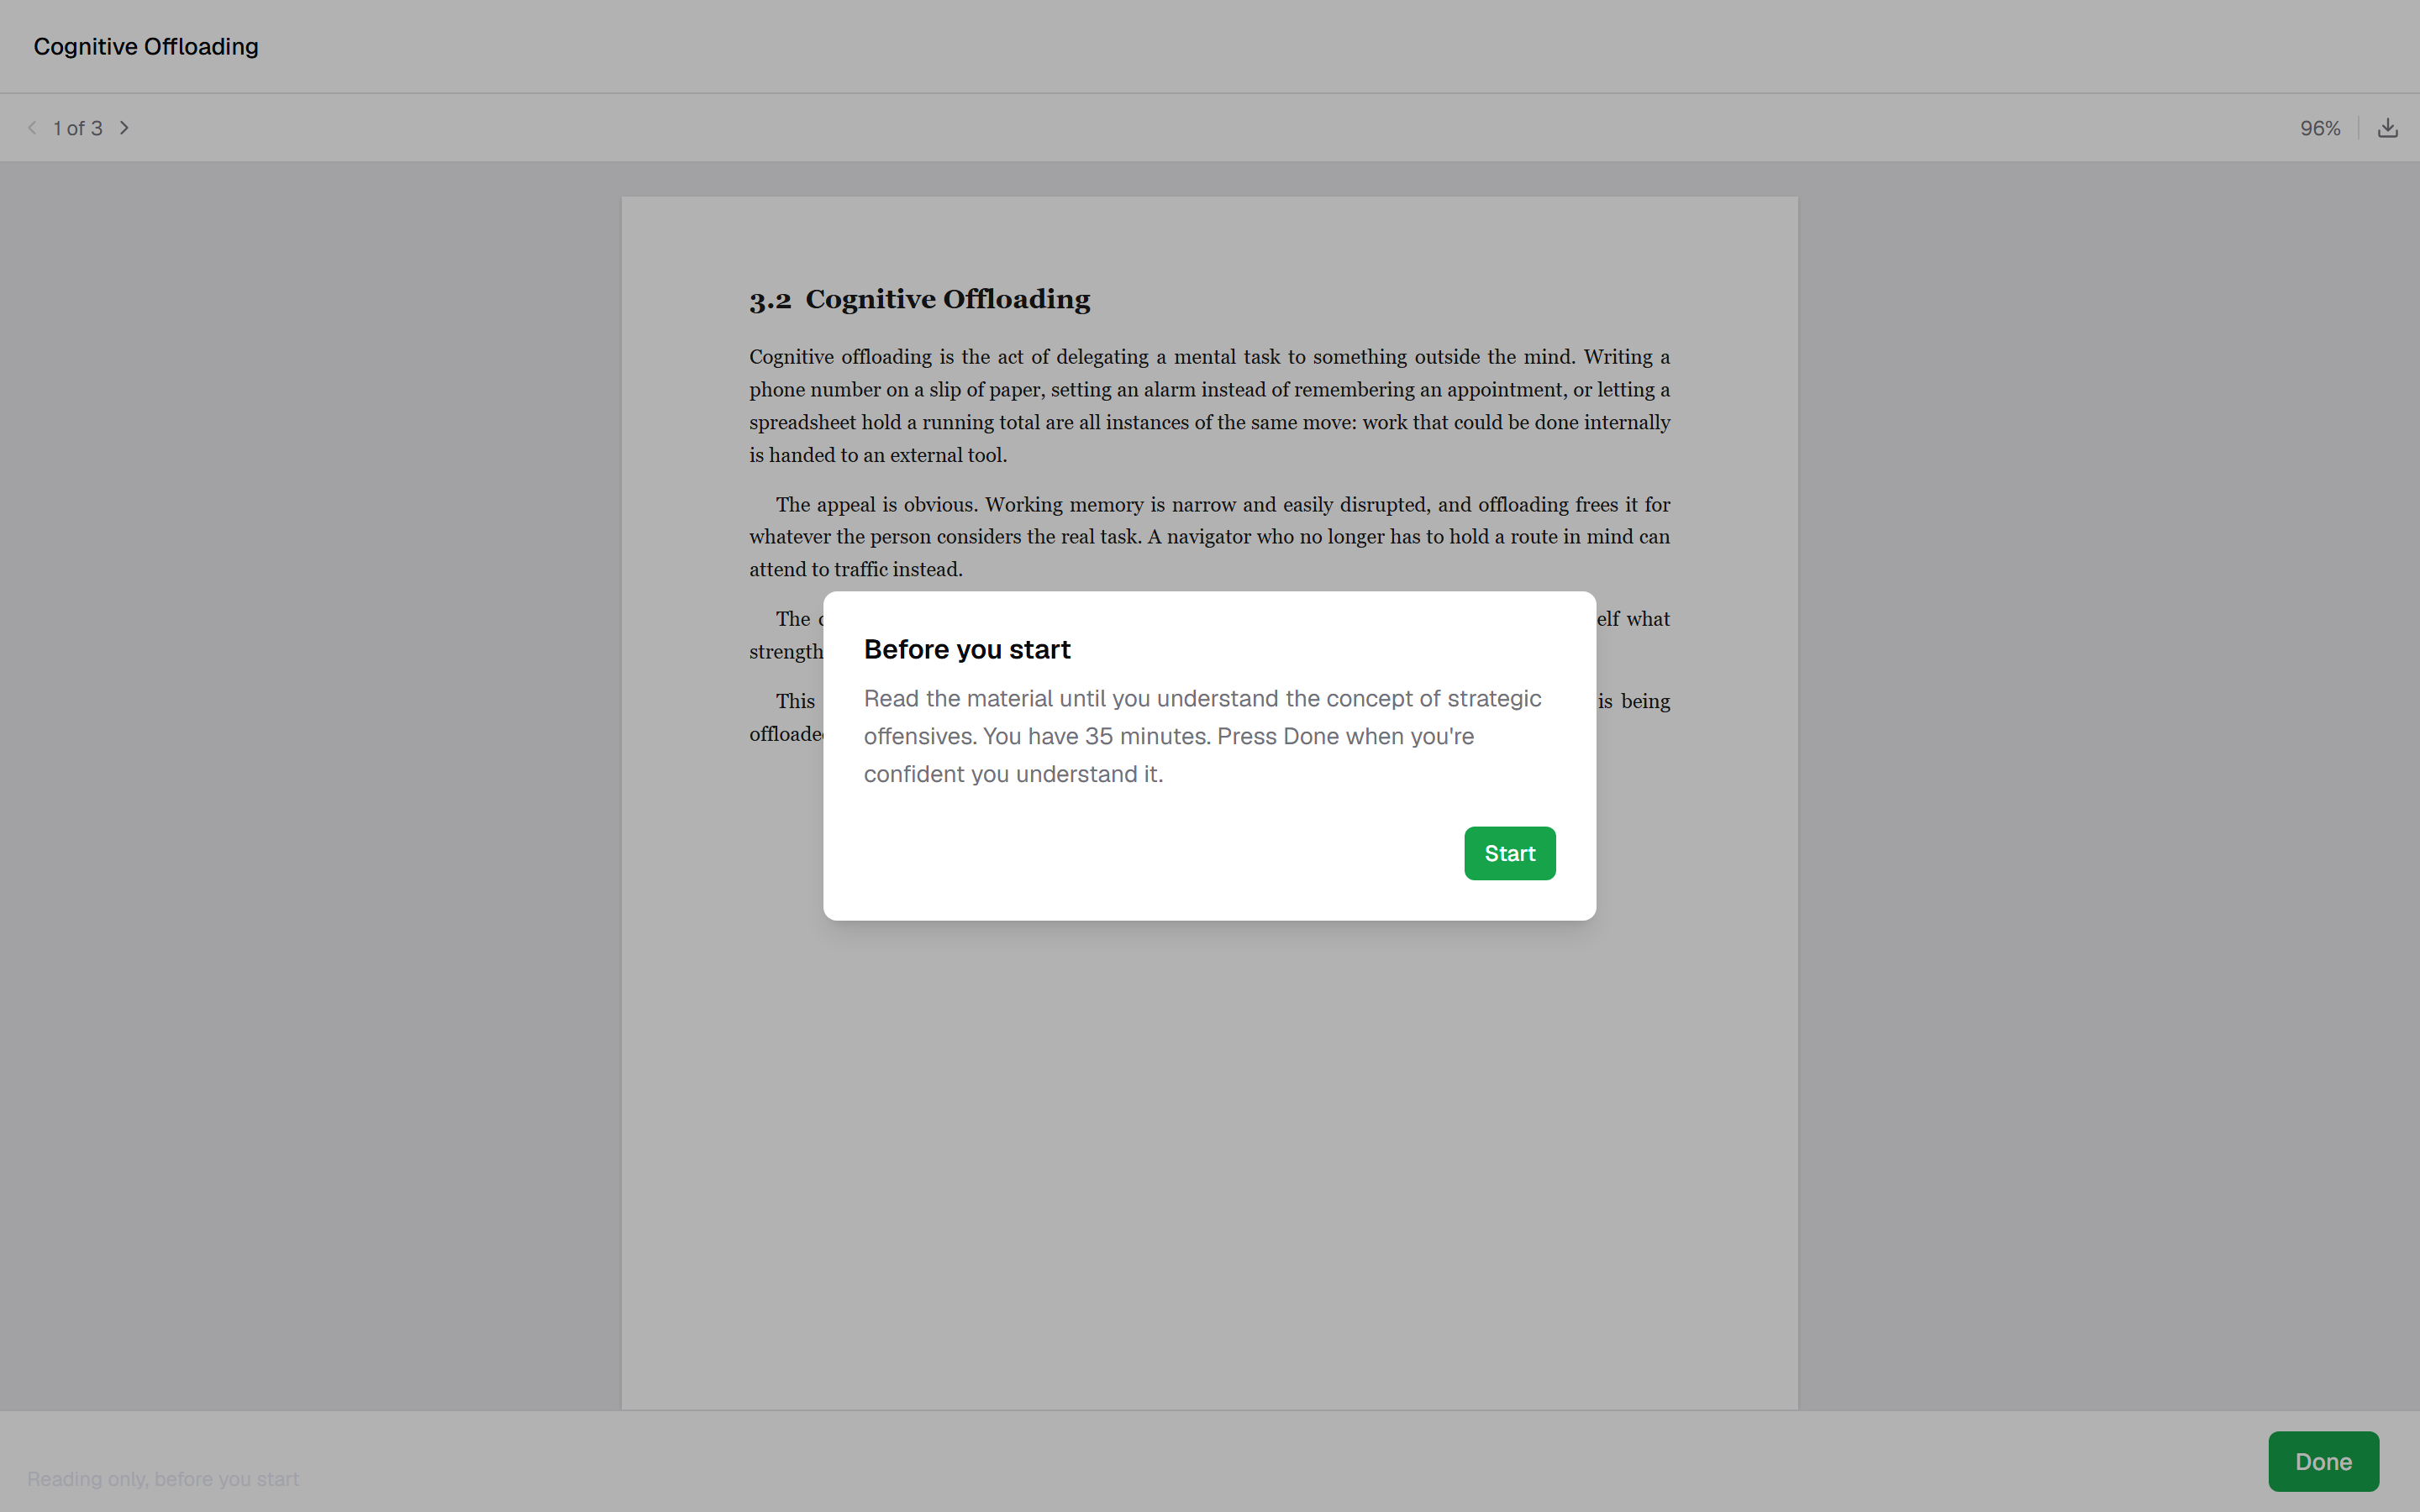 Cognitive Offloading
1 of 3
96%
3.2 Cognitive Offloading
Cognitive offloading is the act of delegating a mental task to something outside the mind. Writing a
phone number on a slip of paper, setting an alarm instead of remembering an appointment, or letting a
spreadsheet hold a running total are all instances of the same move: work that could be done internally
is handed to an external tool.
The appeal is obvious. Working memory is narrow and easily disrupted, and offloading frees it for
whatever the person considers the real task. A navigator who no longer has to hold a route in mind can
attend to traffic instead.
The
what
strength
This
is being
Before you start
Read the material until you understand the concept of strategic
offensives. You have 35 minutes. Press Done when you're
confident you understand it.
Start
Reading only, before you start
Done